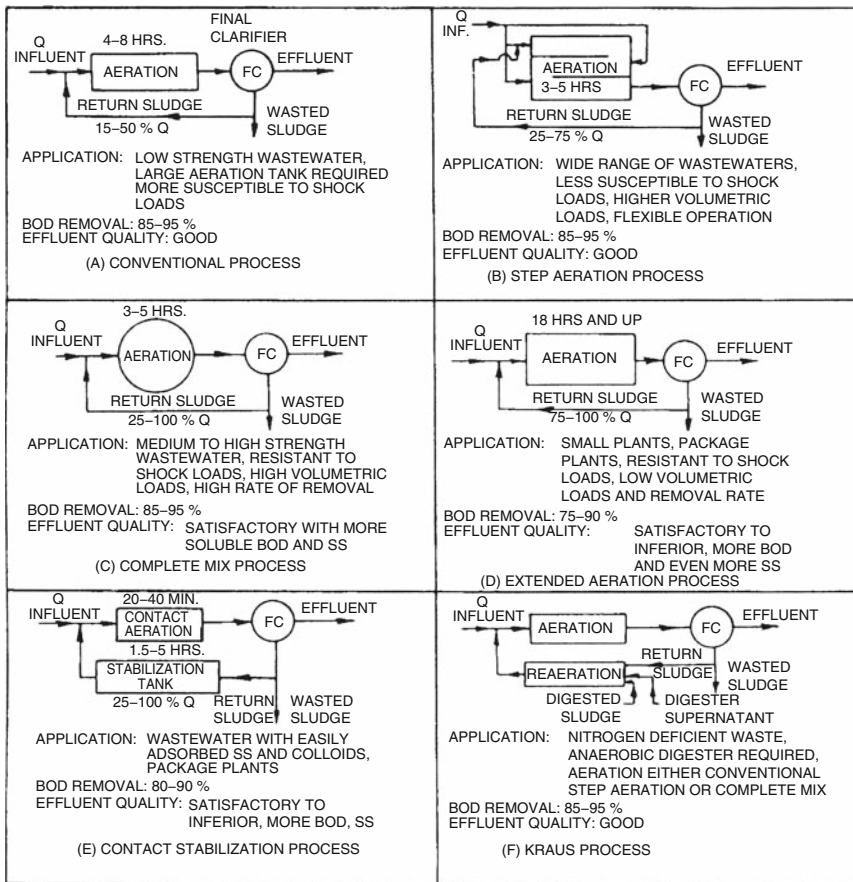 FINAL
CLARIFIER
Q
INFLUENT
4–8 HRS.
AERATION
FC
EFFLUENT
RETURN SLUDGE
15–50 % Q
WASTED
SLUDGE
APPLICATION: LOW STRENGTH WASTEWATER,
LARGE AERATION TANK REQUIRED
MORE SUSCEPTIBLE TO SHOCK
LOADS
BOD REMOVAL: 85–95 %
EFFLUENT QUALITY: GOOD
(A) CONVENTIONAL PROCESS
Q
INF.
AERATION
3–5 HRS
FC
EFFLUENT
RETURN SLUDGE
25–75 % Q
WASTED
SLUDGE
APPLICATION: WIDE RANGE OF WASTEWATERS,
LESS SUSCEPTIBLE TO SHOCK
LOADS, HIGHER VOLUMETRIC
LOADS, FLEXIBLE OPERATION
BOD REMOVAL: 85–95 %
EFFLUENT QUALITY: GOOD
(B) STEP AERATION PROCESS
3–5 HRS.
Q
INFLUENT
AERATION
FC
EFFLUENT
RETURN SLUDGE
25–100 % Q
WASTED
SLUDGE
APPLICATION: MEDIUM TO HIGH STRENGTH
WASTEWATER, RESISTANT TO
SHOCK LOADS, HIGH VOLUMETRIC
LOADS, HIGH RATE OF REMOVAL
BOD REMOVAL: 85–95 %
EFFLUENT QUALITY: SATISFACTORY WITH MORE
SOLUBLE BOD AND SS
(C) COMPLETE MIX PROCESS
18 HRS AND UP
Q
INFLUENT
AERATION
FC
EFFLUENT
RETURN SLUDGE
75–100 % Q
WASTED
SLUDGE
APPLICATION: SMALL PLANTS, PACKAGE
PLANTS, RESISTANT TO SHOCK
LOADS, LOW VOLUMETRIC
LOADS AND REMOVAL RATE
BOD REMOVAL: 75–90 %
EFFLUENT QUALITY: SATISFACTORY TO
INFERIOR, MORE BOD
AND EVEN MORE SS
(D) EXTENDED AERATION PROCESS
Q
INFLUENT
20–40 MIN.
CONTACT
AERATION
FC
EFFLUENT
1.5–5 HRS.
STABILIZATION
TANK
25–100 % Q
RETURN
SLUDGE
WASTED
SLUDGE
APPLICATION: WASTEWATER WITH EASILY
ADSORBED SS AND COLLOIDS,
PACKAGE PLANTS
BOD REMOVAL: 80–90 %
EFFLUENT QUALITY: SATISFACTORY TO
INFERIOR, MORE BOD, SS
(E) CONTACT STABILIZATION PROCESS
Q
INFLUENT
AERATION
FC
EFFLUENT
RETURN
SLUDGE
REAERATION
WASTED
SLUDGE
DIGESTED
SLUDGE
DIGESTER
SUPERNATANT
APPLICATION: NITROGEN DEFICIENT WASTE,
ANAEROBIC DIGESTER REQUIRED,
AERATION EITHER CONVENTIONAL
STEP AERATION OR COMPLETE MIX
BOD REMOVAL: 85–95 %
EFFLUENT QUALITY: GOOD
(F) KRAUS PROCESS